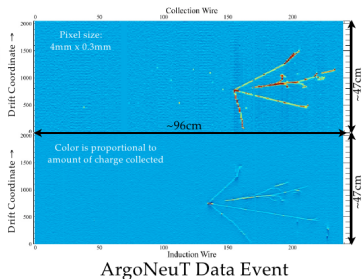 Collection Wire
0 50 100 150 200
Drift Coordinate →
2000
1500
1000
500
0
Pixel size:
4mm x 0.3mm
47cm
~96cm
Drift Coordinate →
2000
1500
1000
500
0
Color is proportional to
amount of charge collected
~47cm
0 50 100 150 200
Induction Wire
ArgoNeuT Data Event